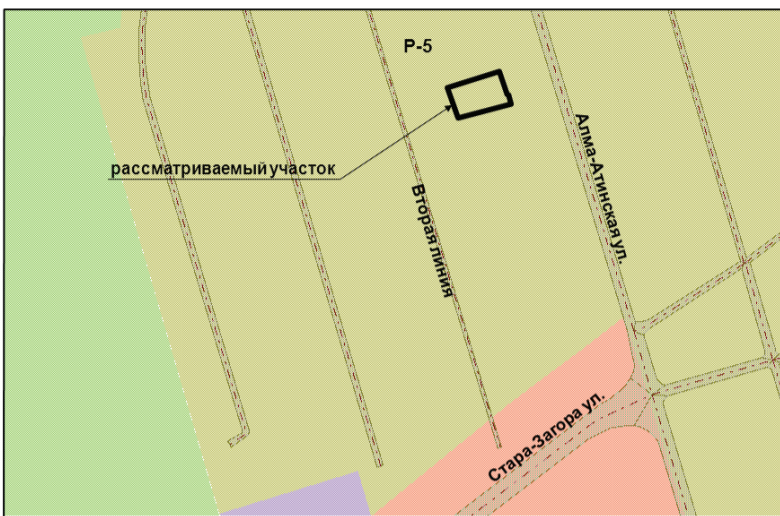 Р-5
рассматриваемый участок
Алма-Атинская ул.
Вторая линия
Стара-Загора ул.